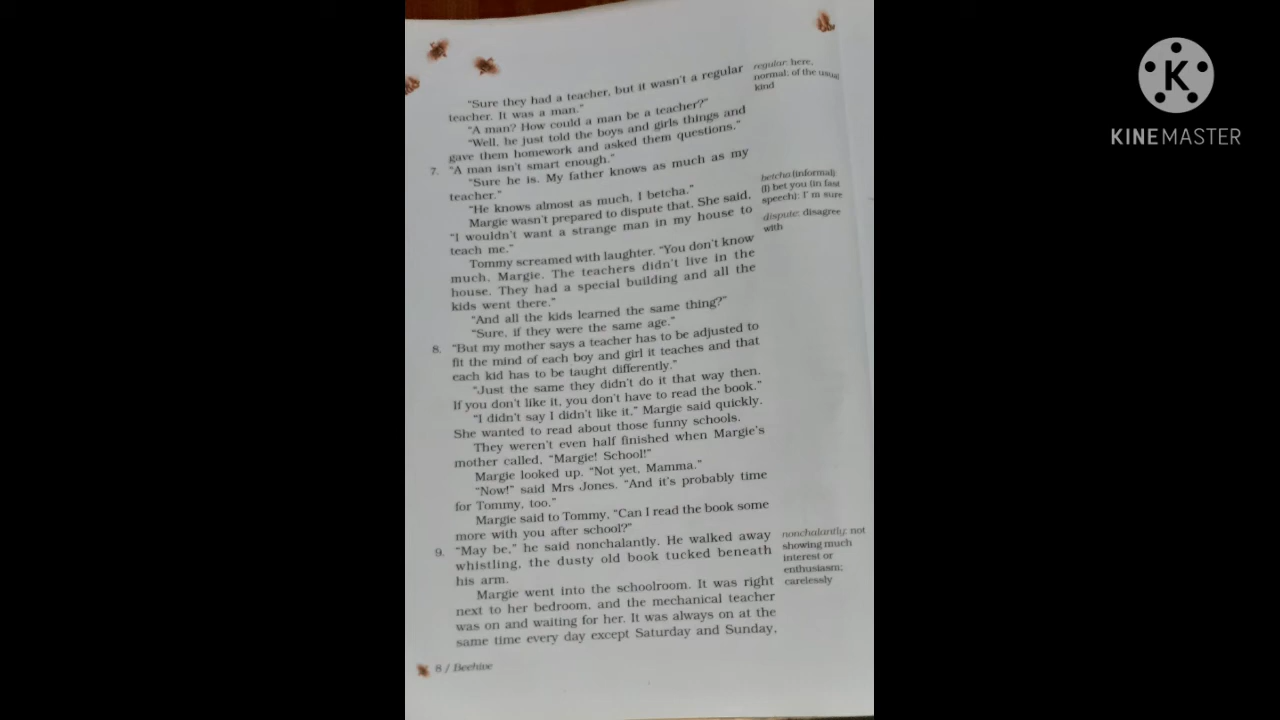 "Sure they had a teacher, but it wasn't a regular
teacher. It was a man."
"A man? How could a man be a teacher?"
"Well, he just told the boys and girls things and
gave them homework and asked them questions."
7. "A man isn't smart enough."
"Sure he is. My father knows as much as my
teacher."
"He knows almost as much, I betcha."
Margie wasn't prepared to dispute that. She said,
"I wouldn't want a strange man in my house to
teach me."
Tommy screamed with laughter. "You don't know
much, Margie. The teachers didn't live in the
house. They had a special building and all the
kids went there."
"And all the kids learned the same thing?"
"Sure, if they were the same age."
8. "But my mother says a teacher has to be adjusted to
fit the mind of each boy and girl it teaches and that
each kid has to be taught differently."
"Just the same they didn't do it that way then.
If you don't like it, you don't have to read the book."
"I didn't say I didn't like it," Margie said quickly.
She wanted to read about those funny schools.
They weren't even half finished when Margie's
mother called, "Margie! School!"
Margie looked up. "Not yet, Mamma."
"Now!" said Mrs Jones. "And it's probably time
for Tommy, too."
Margie said to Tommy, "Can I read the book some
more with you after school?"
9. "May be," he said nonchalantly. He walked away
whistling, the dusty old book tucked beneath
his arm.
Margie went into the schoolroom. It was right
next to her bedroom, and the mechanical teacher
was on and waiting for her. It was always on at the
same time every day except Saturday and Sunday,
8 / Beehive
regular: here,
normal; of the usual
kind
betcha (informal):
(I) bet you (in fast
speech): I'm sure
dispute: disagree
with
nonchalantly: not
showing much
interest or
enthusiasm;
carelessly
K
KINEMASTER